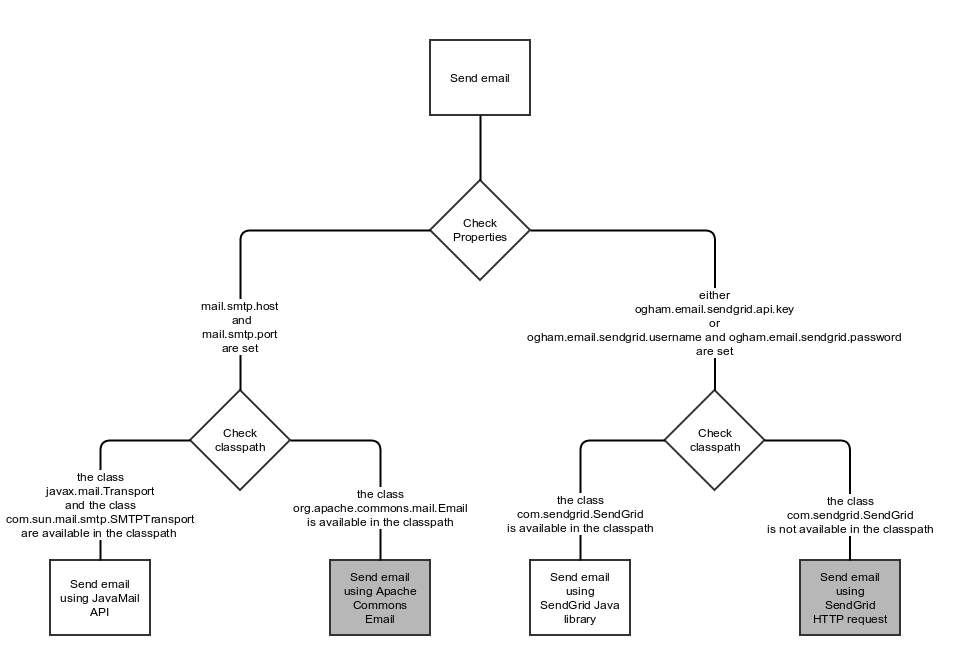 Send email
Check
Properties
mail.smtp.host
and
mail.smtp.port
are set
either
ogham.email.sendgrid.api.key
or
ogham.email.sendgrid.username and ogham.email.sendgrid.password
are set
Check
classpath
Check
classpath
the class
javax.mail.Transport
and the class
com.sun.mail.smtp.SMTPTransport
are available in the classpath
the class
org.apache.commons.mail.Email
is available in the classpath
the class
com.sendgrid.SendGrid
is available in the classpath
the class
com.sendgrid.SendGrid
is not available in the classpath
Send email
using JavaMail
API
Send email
using Apache
Commons
Email
Send email
using
SendGrid Java
library
Send email
using
SendGrid
HTTP request